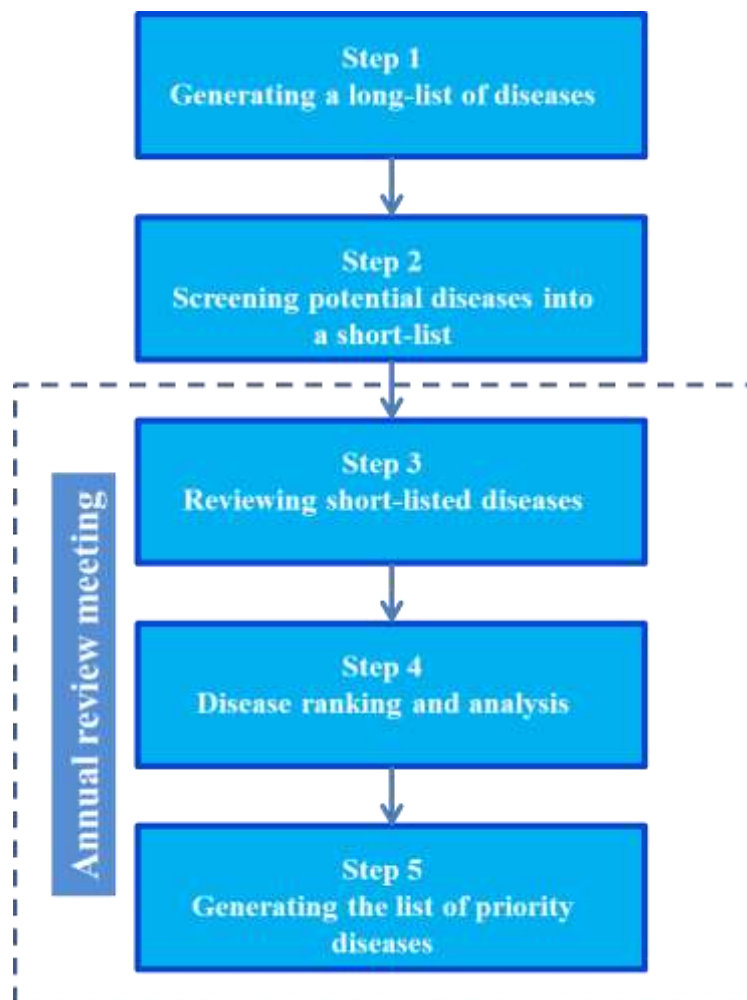 Step 1
Generating a long-list of diseases
Step 2
Screening potential diseases into
a short-list
Annual review meeting
Step 3
Reviewing short-listed diseases
Step 4
Disease ranking and analysis
Step 5
Generating the list of priority
diseases